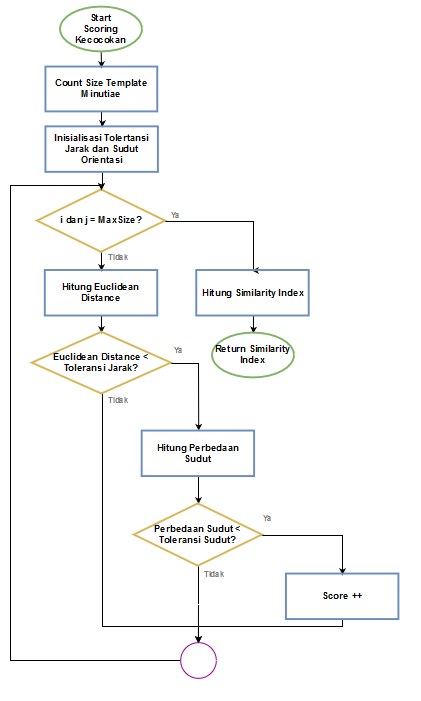 Start
Scoring
Kecocokan
Count Size Template
Minutiae
Inisialisasi Tolertansi
Jarak dan Sudut
Orientasi
i dan j = MaxSize?
Ya
Tidak
Hitung Euclidean
Distance
Hitung Similarity Index
Euclidean Distance <
Toleransi Jarak?
Ya
Return Similarity
Index
Tidak
Hitung Perbedaan
Sudut
Perbedaan Sudut <
Toleransi Sudut?
Ya
Tidak
Score ++